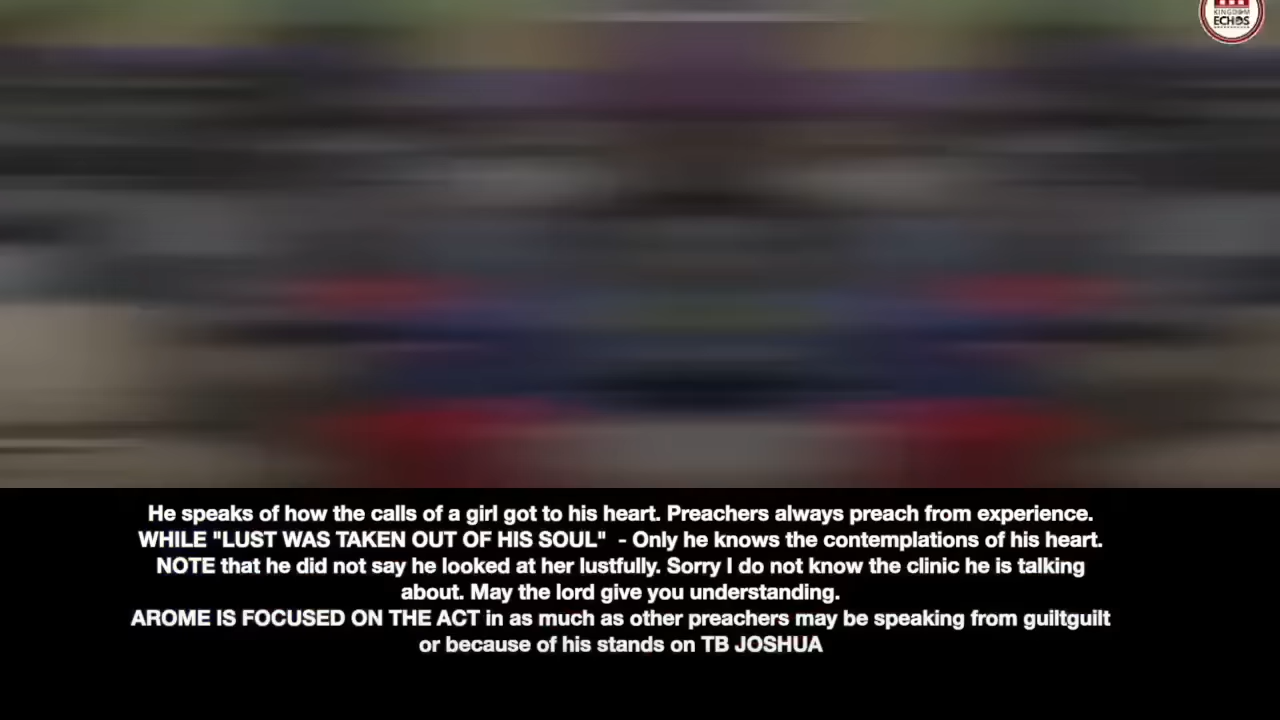 KINGDOM
ECHOS
He speaks of how the calls of a girl got to his heart. Preachers always preach from experience.
WHILE "LUST WAS TAKEN OUT OF HIS SOUL"  - Only he knows the contemplations of his heart.
NOTE that he did not say he looked at her lustfully. Sorry I do not know the clinic he is talking
about. May the lord give you understanding.
AROME IS FOCUSED ON THE ACT in as much as other preachers may be speaking from guiltguilt
or because of his stands on TB JOSHUA